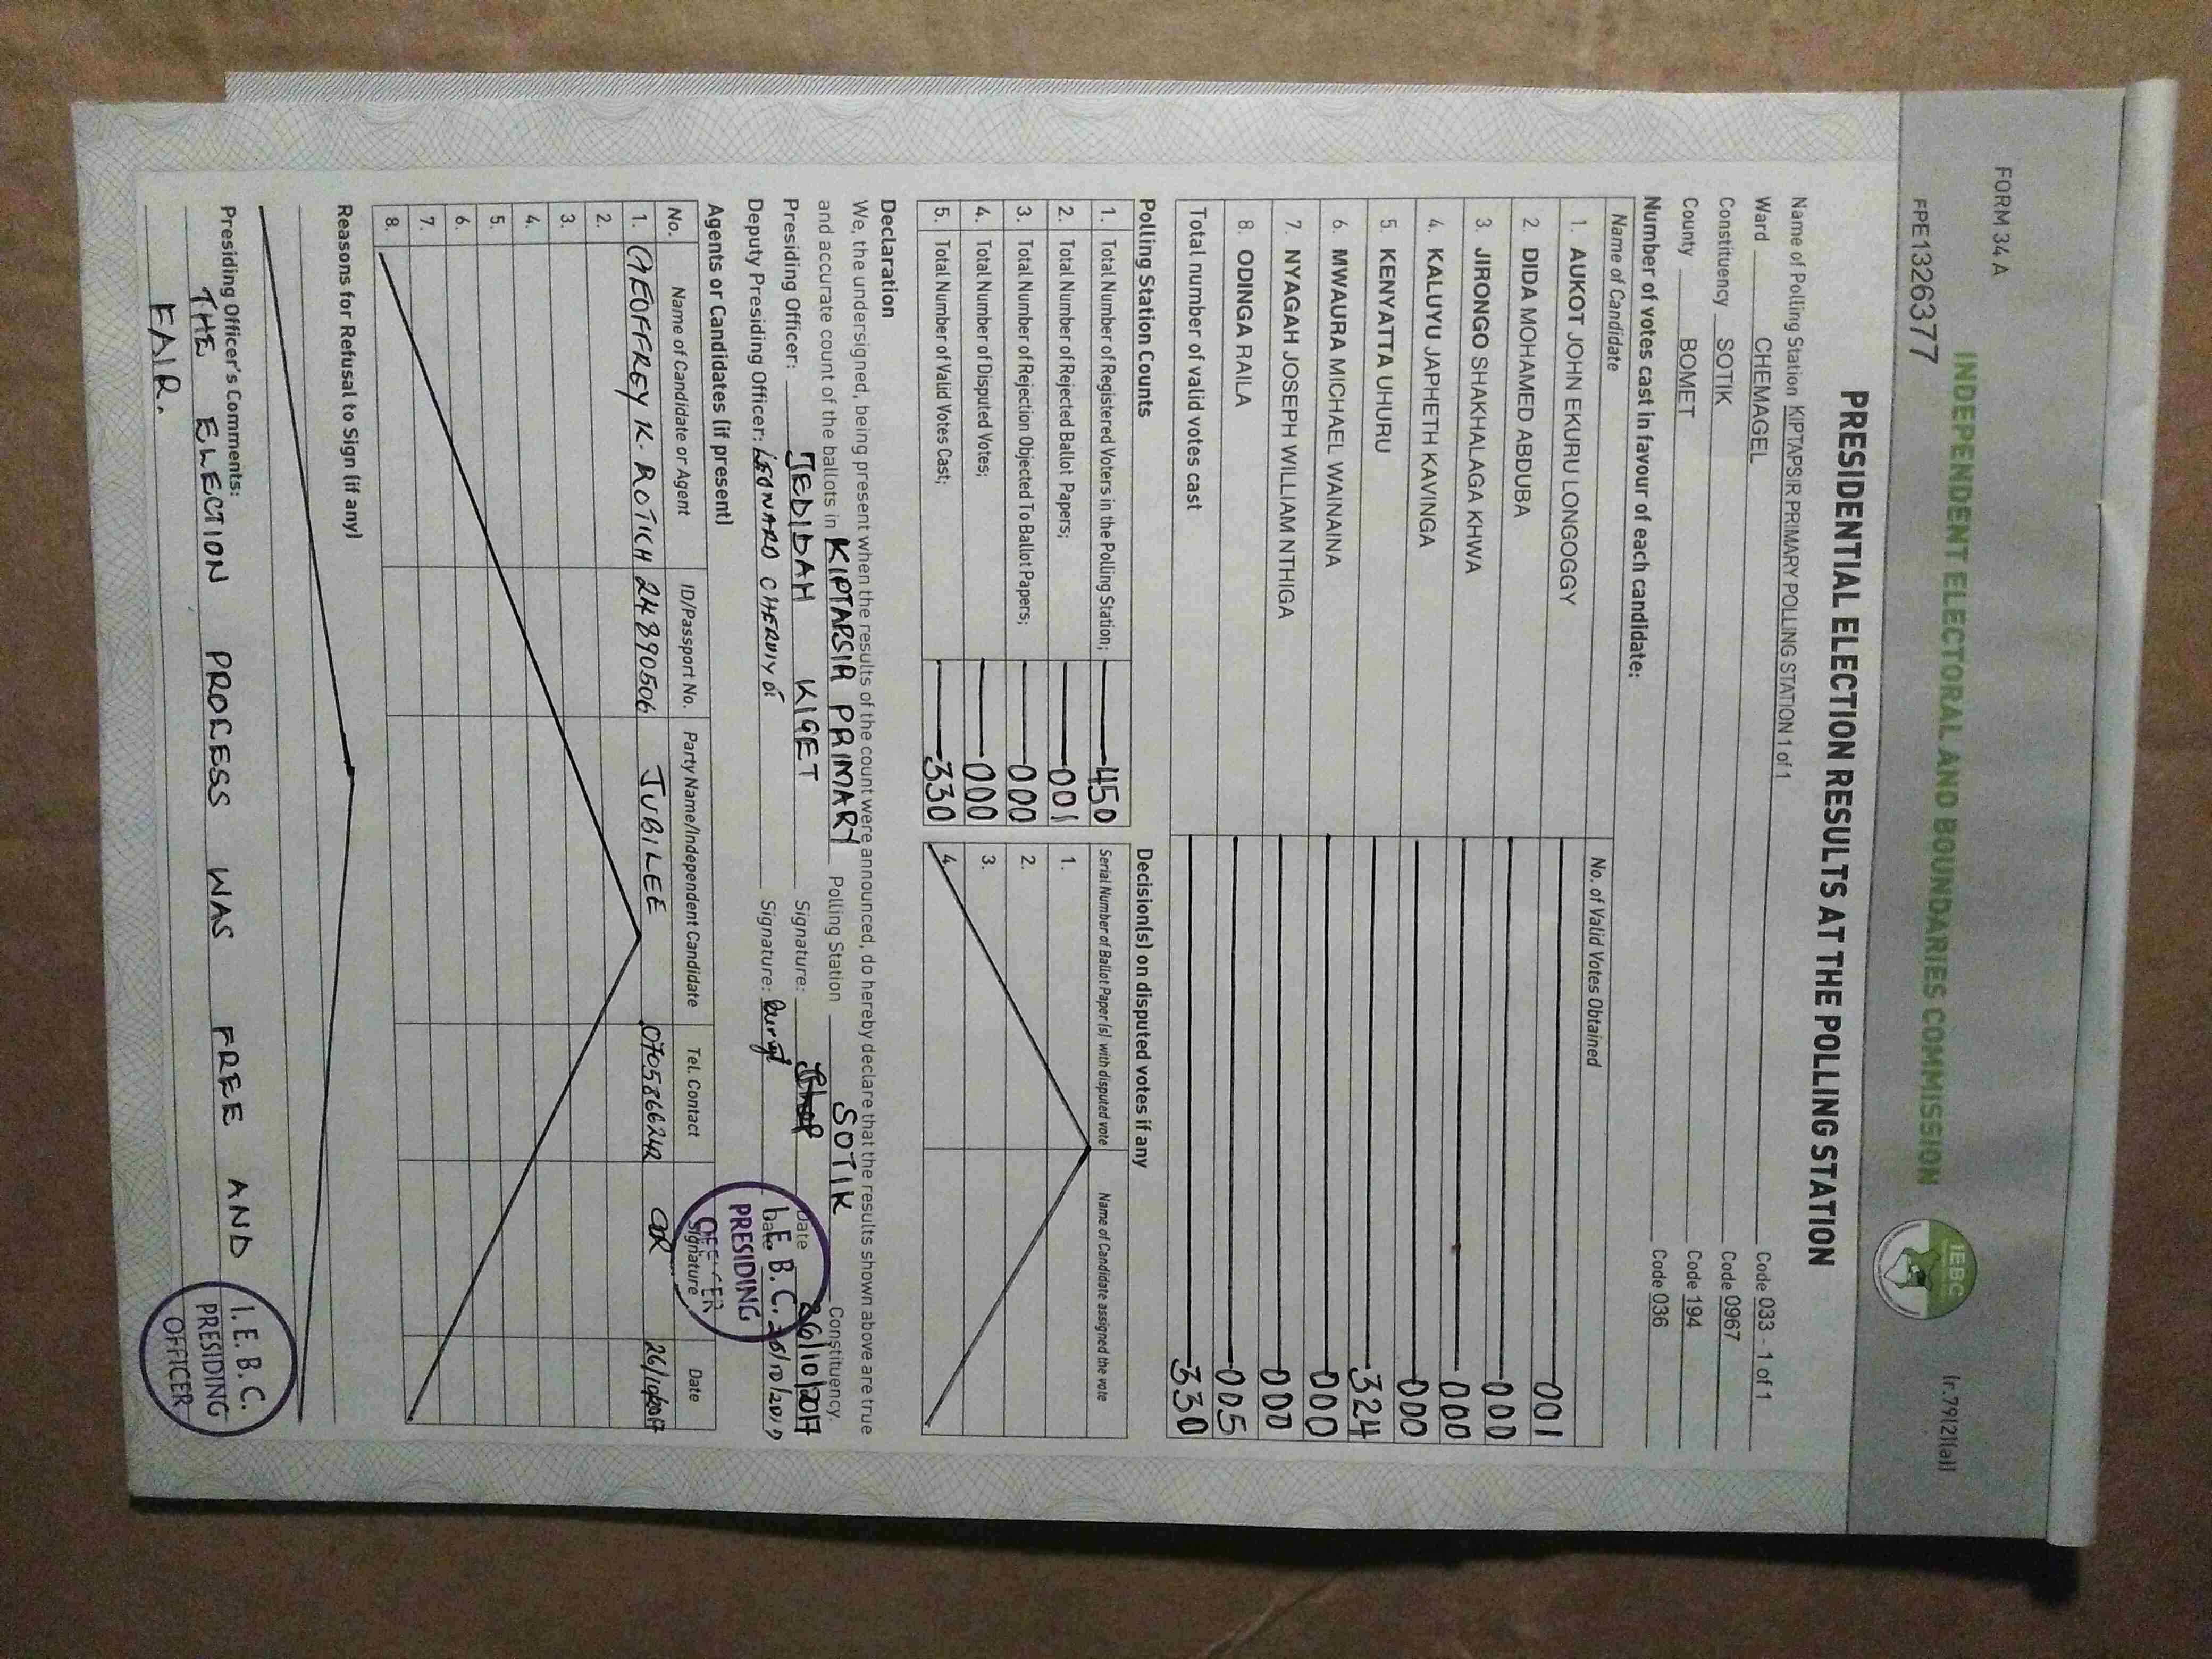 FORM 34 A
(r.79(2)(a))
INDEPENDENT ELECTORAL AND BOUNDARIES COMMISSION
IEBC
FPE1326377
PRESIDENTIAL ELECTION RESULTS AT THE POLLING STATION
Name of Polling Station KIPTAPSIR PRIMARY POLLING STATION 1 of 1 Code 033 - 1 of 1
Ward CHEMAGEL Code 0967
Constituency SOTIK Code 194
County BOMET Code 036
Number of votes cast in favour of each candidate:
Name of Candidate No. of Valid Votes Obtained
1. AUKOT JOHN EKURU LONGOGGY 001
2 DIDA MOHAMED ABDUBA 000
3. JIRONGO SHAKHALAGA KHWA 000
4. KALUYU JAPHETH KAVINGA 000
5 KENYATTA UHURU 324
6. MWAURA MICHAEL WAINAINA 000
7. NYAGAH JOSEPH WILLIAM NTHIGA 000
8. ODINGA RAILA 005
Total number of valid votes cast 330
Polling Station Counts
1. Total Number of Registered Voters in the Polling Station; 450
2. Total Number of Rejected Ballot Papers; 001
3. Total Number of Rejection Objected To Ballot Papers; 000
4. Total Number of Disputed Votes; 000
5. Total Number of Valid Votes Cast; 330
Decision(s) on disputed votes if any
Serial Number of Ballot Paper (s) with disputed vote Name of Candidate assigned the vote
1.
2.
3.
4.
Declaration
We, the undersigned, being present when the results of the count were announced, do hereby declare that the results shown above are true
and accurate count of the ballots in KIPTAPSIR PRIMARY Polling Station SOTIK Constituency.
Presiding Officer: JEDIDAH KIGET Signature: Date 26/10/2017
Deputy Presiding Officer: LEONARD CHERUIYOT Signature: Date 26/10/2017
I. E. B. C.
PRESIDING
OFFICER
Agents or Candidates (if present)
No. Name of Candidate or Agent ID/Passport No. Party Name/Independent Candidate Tel. Contact Signature Date
1. GEOFFREY K. ROTICH 24890506 JUBILEE 0705866242 26/10/2017
2.
3.
4.
5.
6.
7.
8.
Reasons for Refusal to Sign (if any)
Presiding Officer's Comments:
THE ELECTION PROCESS WAS FREE AND
FAIR.
I. E. B. C.
PRESIDING
OFFICER